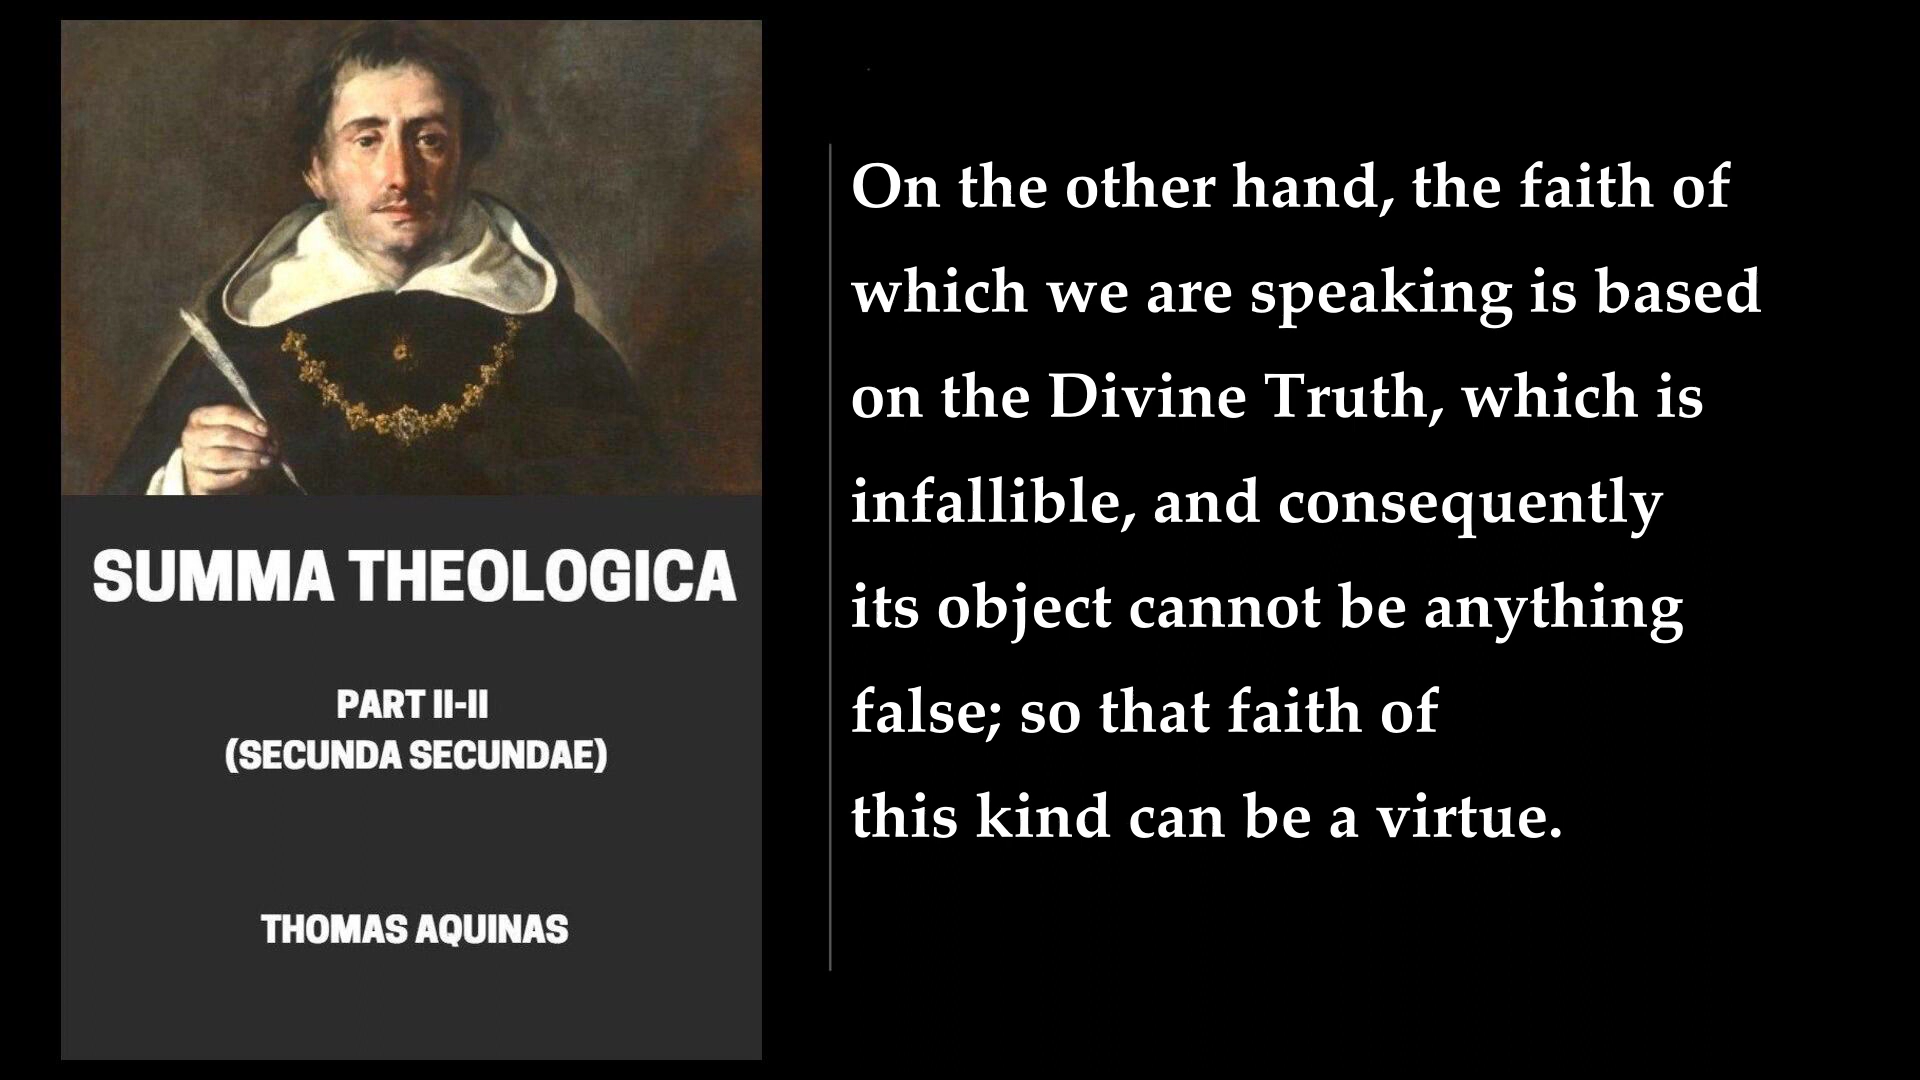 SUMMA THEOLOGICA
PART II-II
(SECUNDA SECUNDAE)
THOMAS AQUINAS
On the other hand, the faith of
which we are speaking is based
on the Divine Truth, which is
infallible, and consequently
its object cannot be anything
false; so that faith of
this kind can be a virtue.